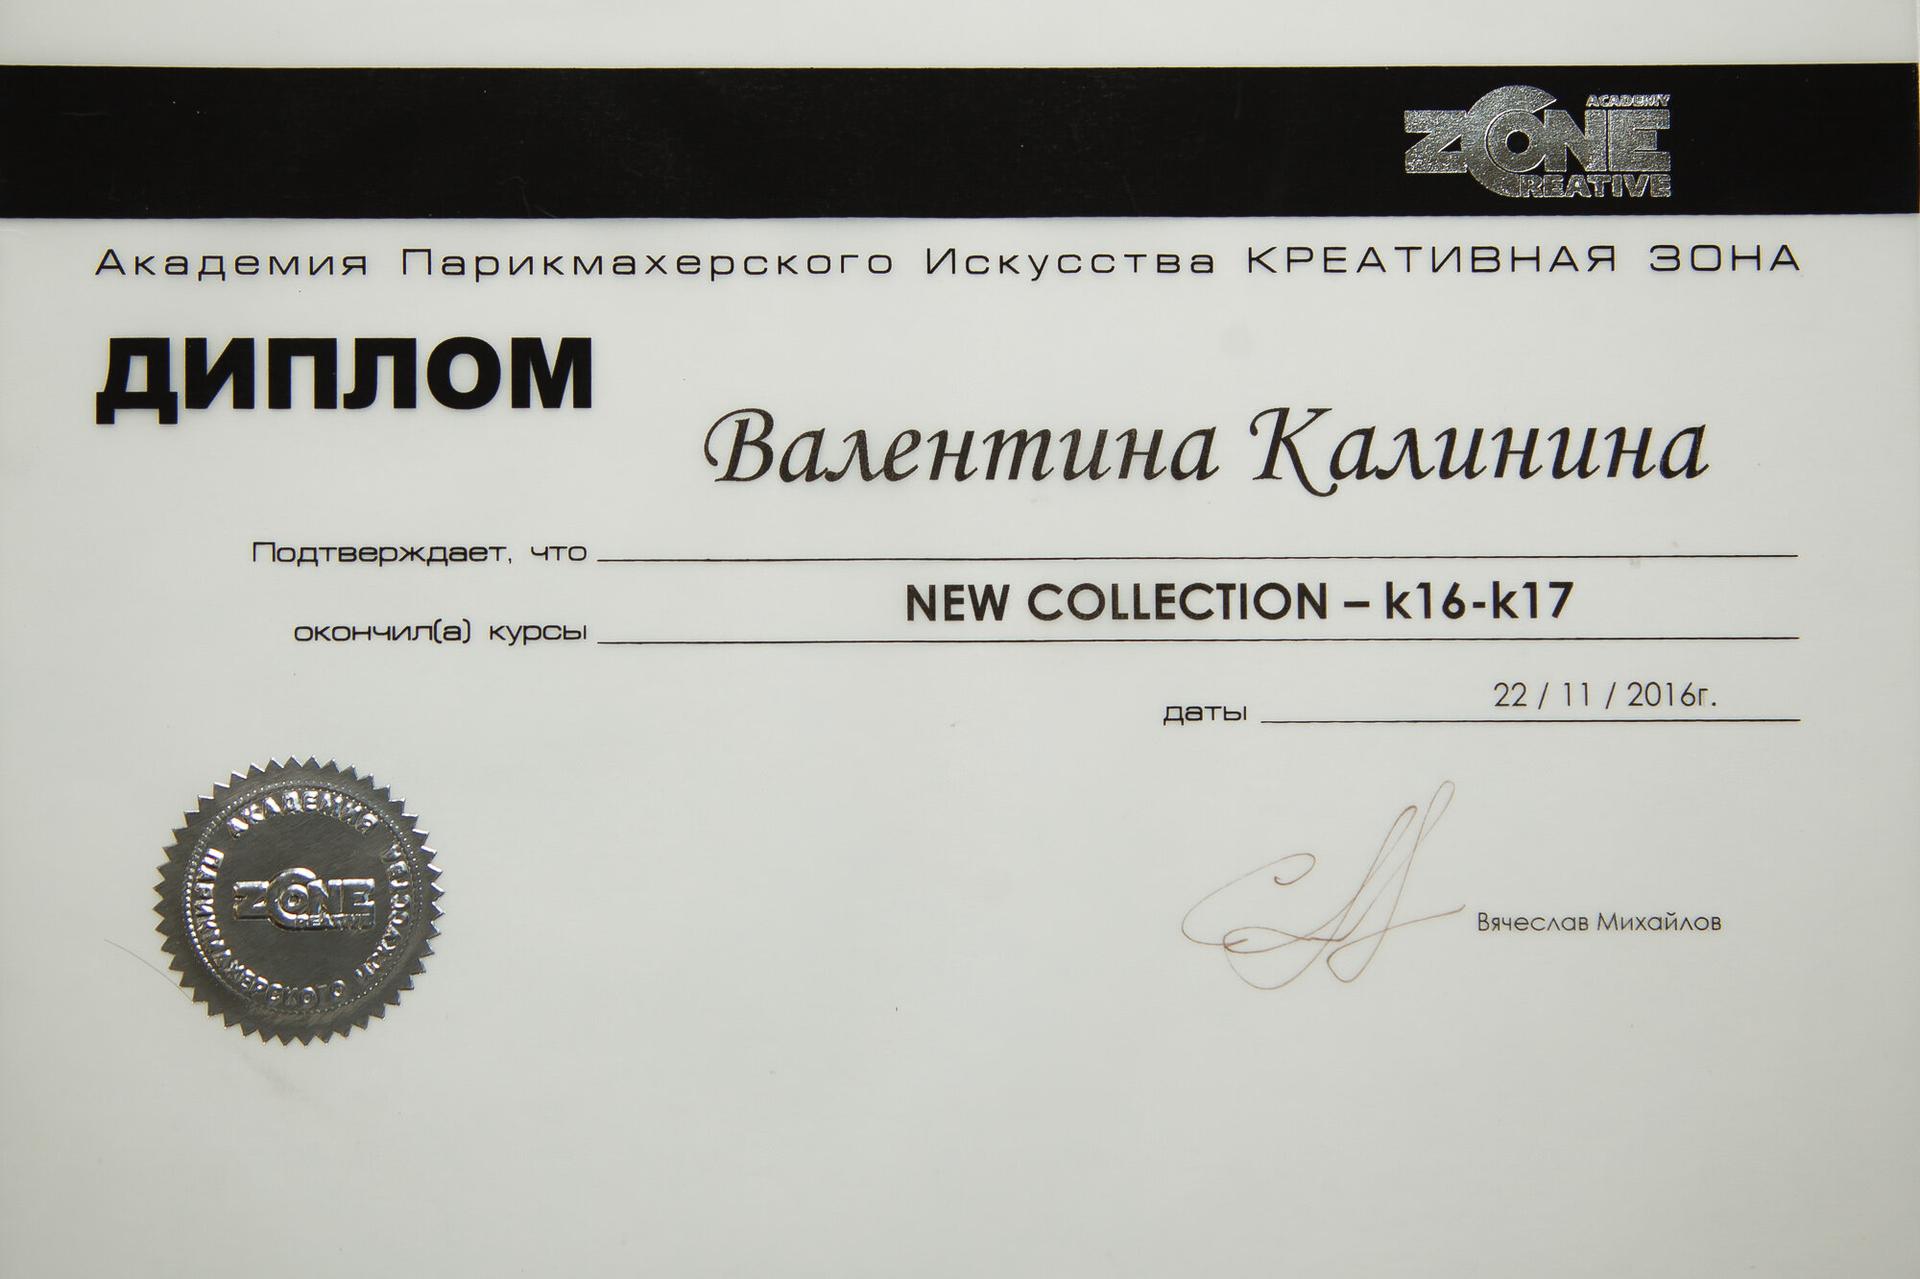 ACADEMY
ZONE
CREATIVE
Академия Парикмахерского Искусства КРЕАТИВНАЯ ЗОНА
ДИПЛОМ
Валентина Калинина
Подтверждает, что
NEW COLLECTION – k16-k17
окончил(а) курсы
22 / 11 / 2016г.
даты
АКАДЕМИЯ ПАРИКМАХЕРСКОГО ИСКУССТВА
ZONE
CREATIVE
Вячеслав Михайлов